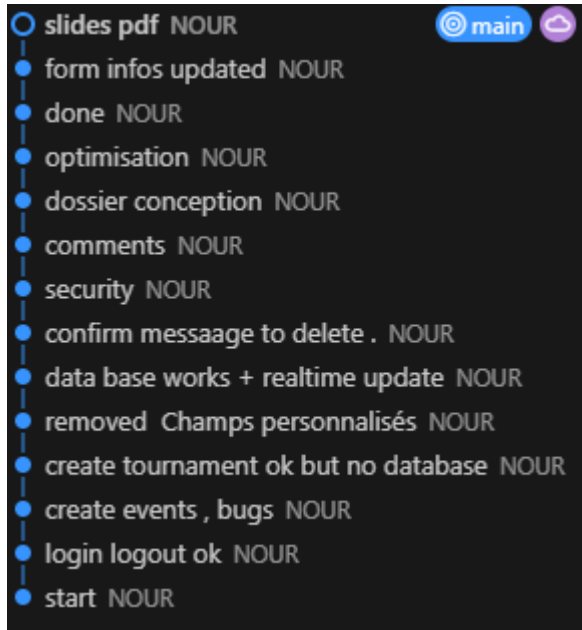 slides pdf NOUR main
form infos updated NOUR
done NOUR
optimisation NOUR
dossier conception NOUR
comments NOUR
security NOUR
confirm messaage to delete . NOUR
data base works + realtime update NOUR
removed  Champs personnalisés NOUR
create tournament ok but no database NOUR
create events , bugs NOUR
login logout ok NOUR
start NOUR